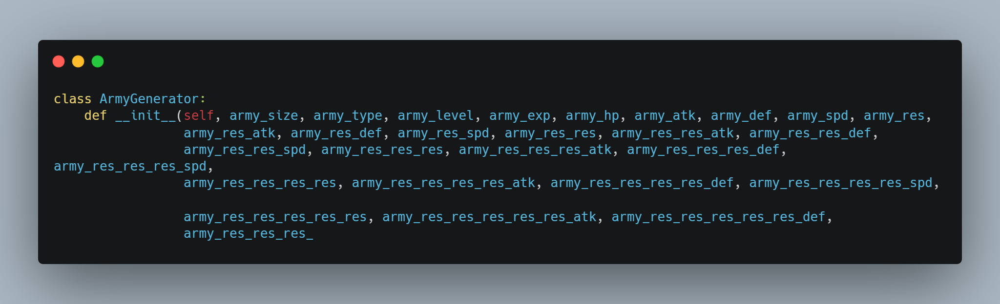 class ArmyGenerator:
    def __init__(self, army_size, army_type, army_level, army_exp, army_hp, army_atk, army_def, army_spd, army_res,
                 army_res_atk, army_res_def, army_res_spd, army_res_res, army_res_res_atk, army_res_res_def,
                 army_res_res_spd, army_res_res_res, army_res_res_res_atk, army_res_res_res_def,
army_res_res_res_spd,
                 army_res_res_res_res, army_res_res_res_res_atk, army_res_res_res_res_def, army_res_res_res_res_spd,
                 army_res_res_res_res_res, army_res_res_res_res_res_atk, army_res_res_res_res_res_def,
                 army_res_res_res_